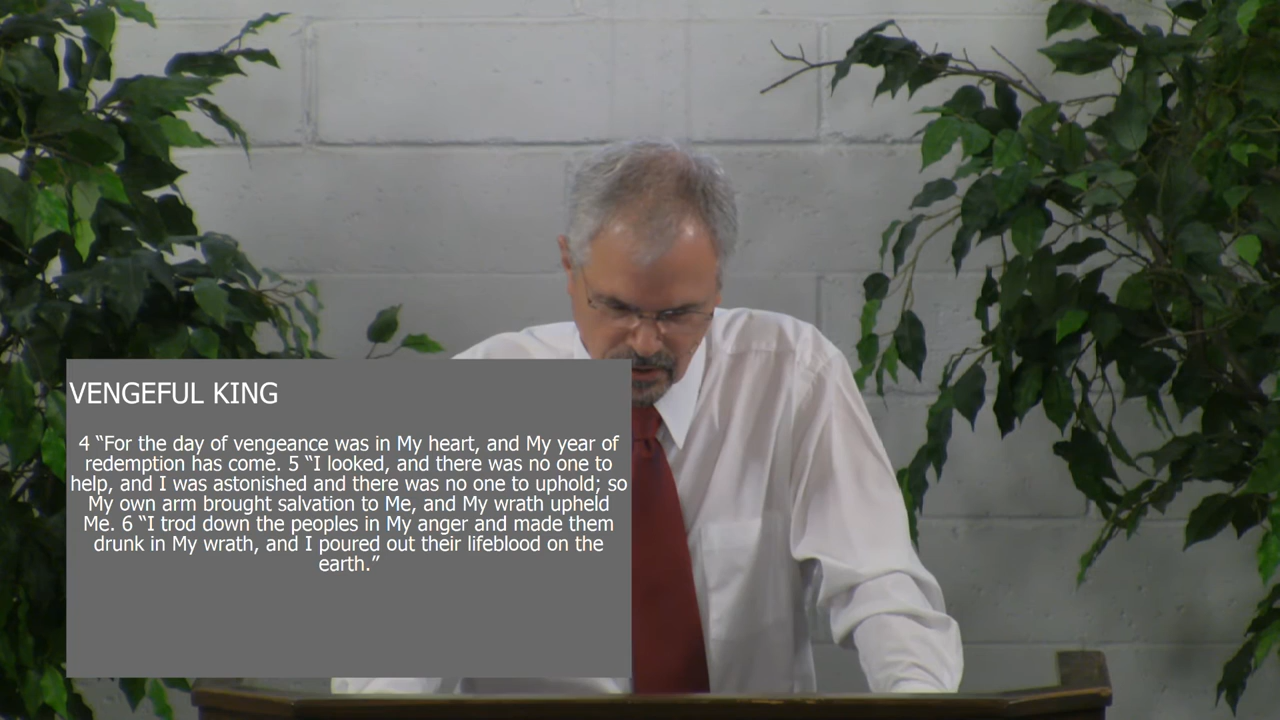 VENGEFUL KING
4 “For the day of vengeance was in My heart, and My year of
redemption has come. 5 “I looked, and there was no one to
help, and I was astonished and there was no one to uphold; so
My own arm brought salvation to Me, and My wrath upheld
Me. 6 “I trod down the peoples in My anger and made them
drunk in My wrath, and I poured out their lifeblood on the
earth.”